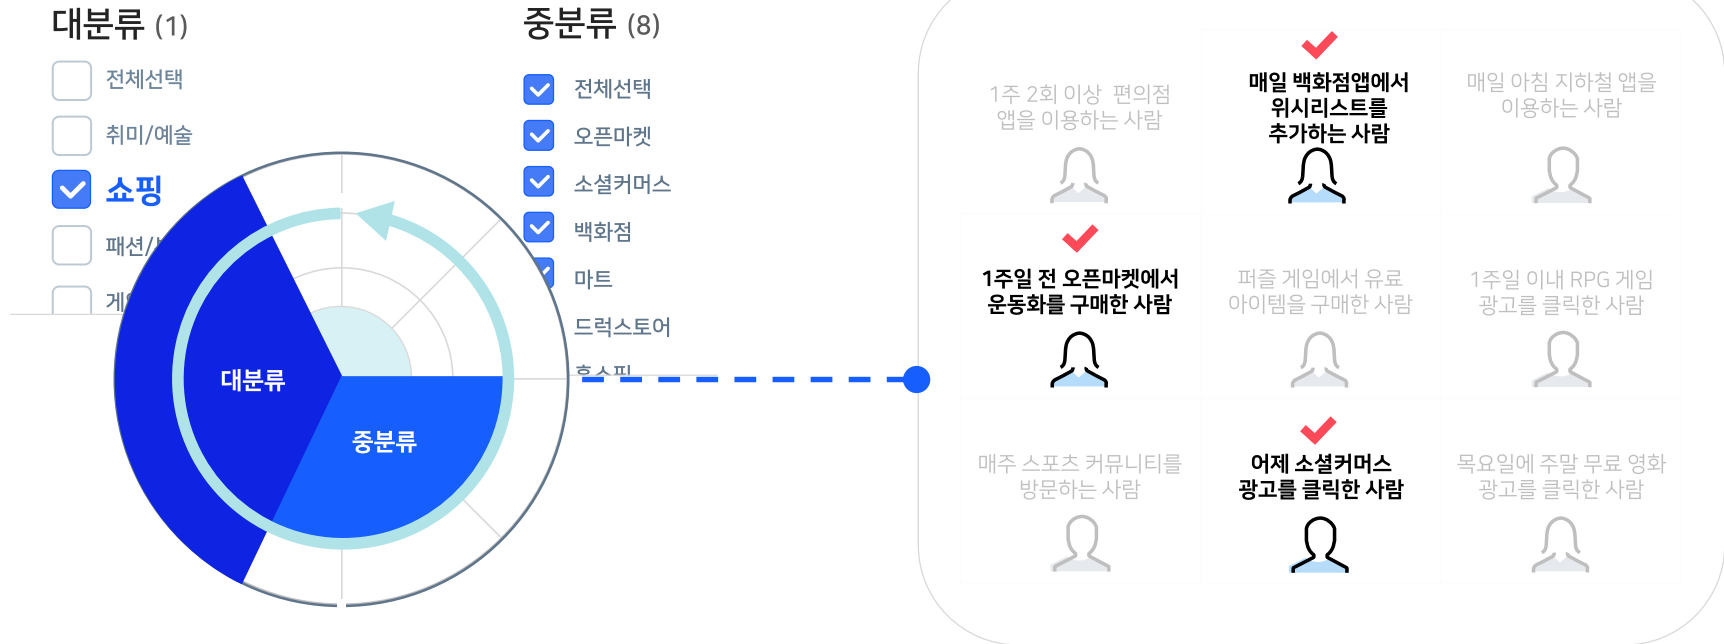 대분류 (1)
전체선택
취미/예술
쇼핑
패션/
게
중분류 (8)
전체선택
오픈마켓
소셜커머스
백화점
마트
드럭스토어
홈쇼핑
대분류
중분류
1주 2회 이상 편의점
앱을 이용하는 사람
매일 백화점앱에서
위시리스트를
추가하는 사람
매일 아침 지하철 앱을
이용하는 사람
1주일 전 오픈마켓에서
운동화를 구매한 사람
퍼즐 게임에서 유료
아이템을 구매한 사람
1주일 이내 RPG 게임
광고를 클릭한 사람
매주 스포츠 커뮤니티를
방문하는 사람
어제 소셜커머스
광고를 클릭한 사람
목요일에 주말 무료 영화
광고를 클릭한 사람